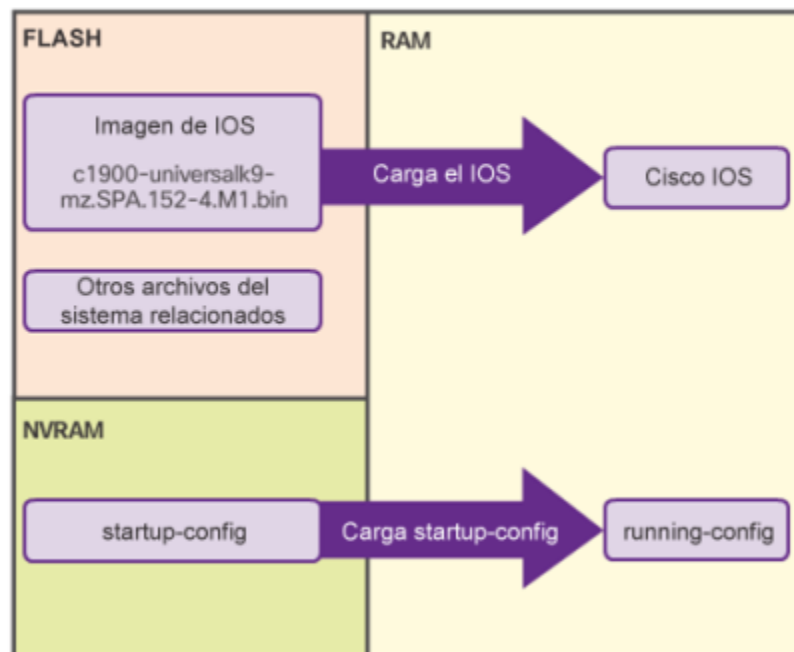 FLASH
RAM
Imagen de IOS
c1900-universalk9-
mz.SPA.152-4.M1.bin
Carga el IOS
Cisco IOS
Otros archivos del
sistema relacionados
NVRAM
startup-config
Carga startup-config
running-config